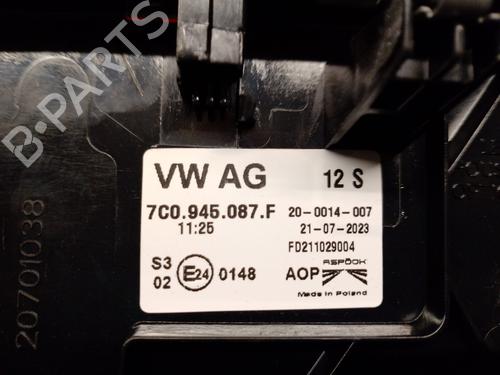 B-PARTS
VW AG
12 S
7C0.945.087.F
20-0014-007
11:25
21-07-2023
FD211029004
S3
02
E24
0148
ASPÖCK
AOP
Made in Poland
20701038